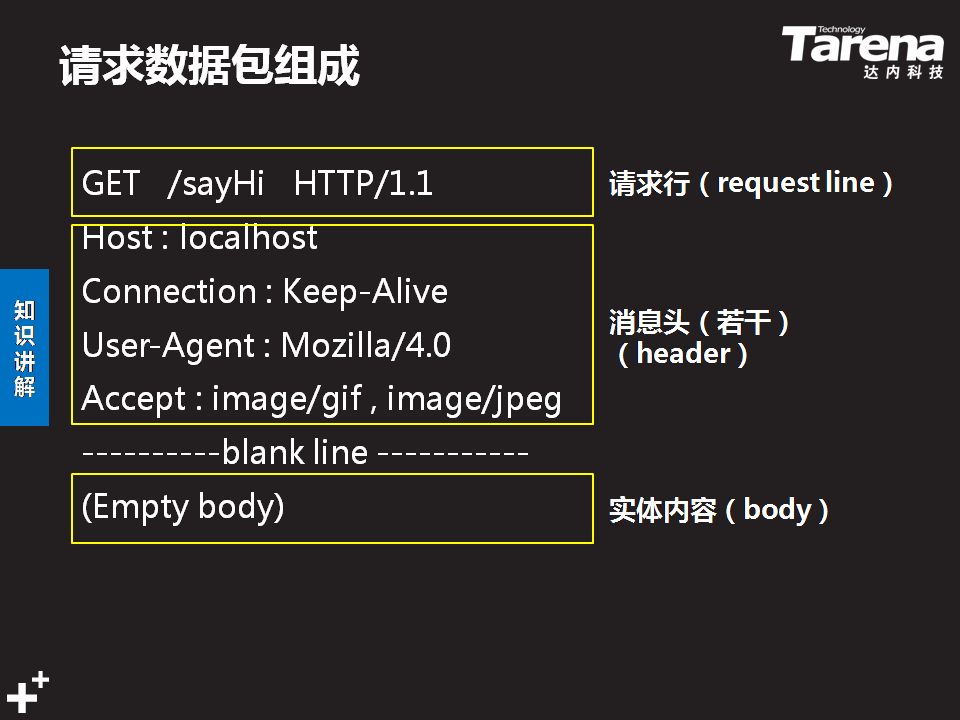 请求数据包组成
Technology
Tarena
达内科技
GET /sayHi HTTP/1.1
请求行（request line）
Host : localhost
Connection : Keep-Alive
User-Agent : Mozilla/4.0
Accept : image/gif , image/jpeg
消息头（若干）
（header）
----------blank line -----------
(Empty body)
实体内容（body）
知识讲解